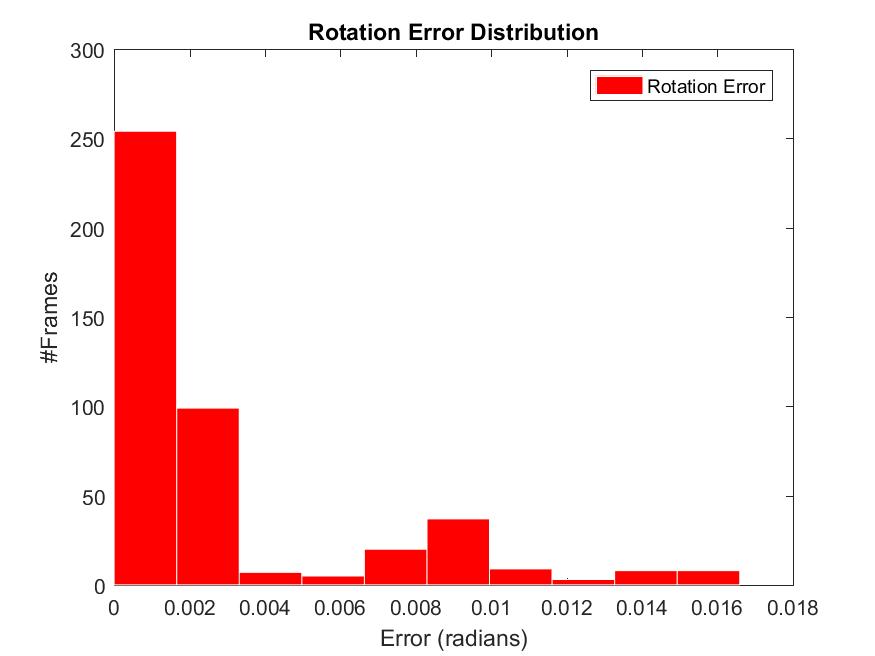 Rotation Error Distribution
300
Rotation Error
250
200
150
100
50
0
#Frames
0 0.002 0.004 0.006 0.008 0.01 0.012 0.014 0.016 0.018
Error (radians)